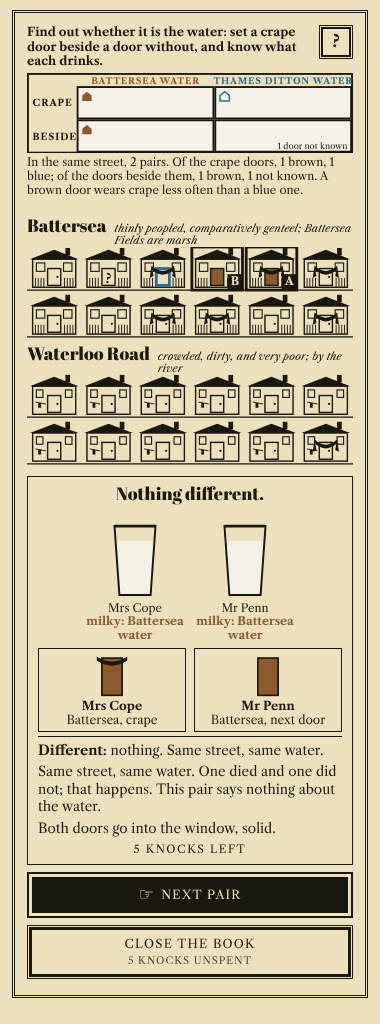 Find out whether it is the water: set a crape
door beside a door without, and know what
each drinks.
?
BATTERSEA WATER THAMES DITTON WATER
CRAPE
BESIDE
1 door not known
In the same street, 2 pairs. Of the crape doors, 1 brown, 1
blue; of the doors beside them, 1 brown, 1 not known. A
brown door wears crape less often than a blue one.
Battersea thinly peopled, comparatively genteel; Battersea
Fields are marsh
?
B
A
Waterloo Road crowded, dirty, and very poor; by the
river
Nothing different.
Mrs Cope Mr Penn
milky: Battersea milky: Battersea
water water
Mrs Cope Mr Penn
Battersea, crape Battersea, next door
Different: nothing. Same street, same water.
Same street, same water. One died and one did
not; that happens. This pair says nothing about
the water.
Both doors go into the window, solid.
5 KNOCKS LEFT
☞ NEXT PAIR
CLOSE THE BOOK
5 KNOCKS UNSPENT